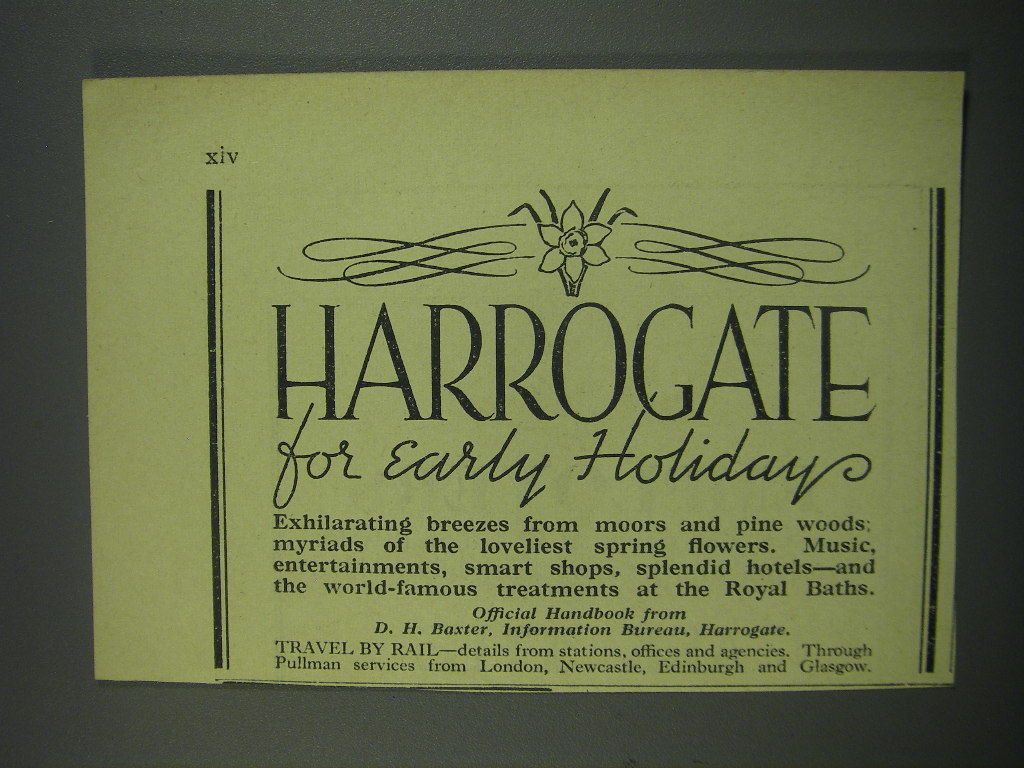 xiv
HARROGATE
for Early Holidays
Exhilarating breezes from moors and pine woods;
myriads of the loveliest spring flowers. Music,
entertainments, smart shops, splendid hotels—and
the world-famous treatments at the Royal Baths.
Official Handbook from
D. H. Baxter, Information Bureau, Harrogate.
TRAVEL BY RAIL—details from stations, offices and agencies. Through
Pullman services from London, Newcastle, Edinburgh and Glasgow.